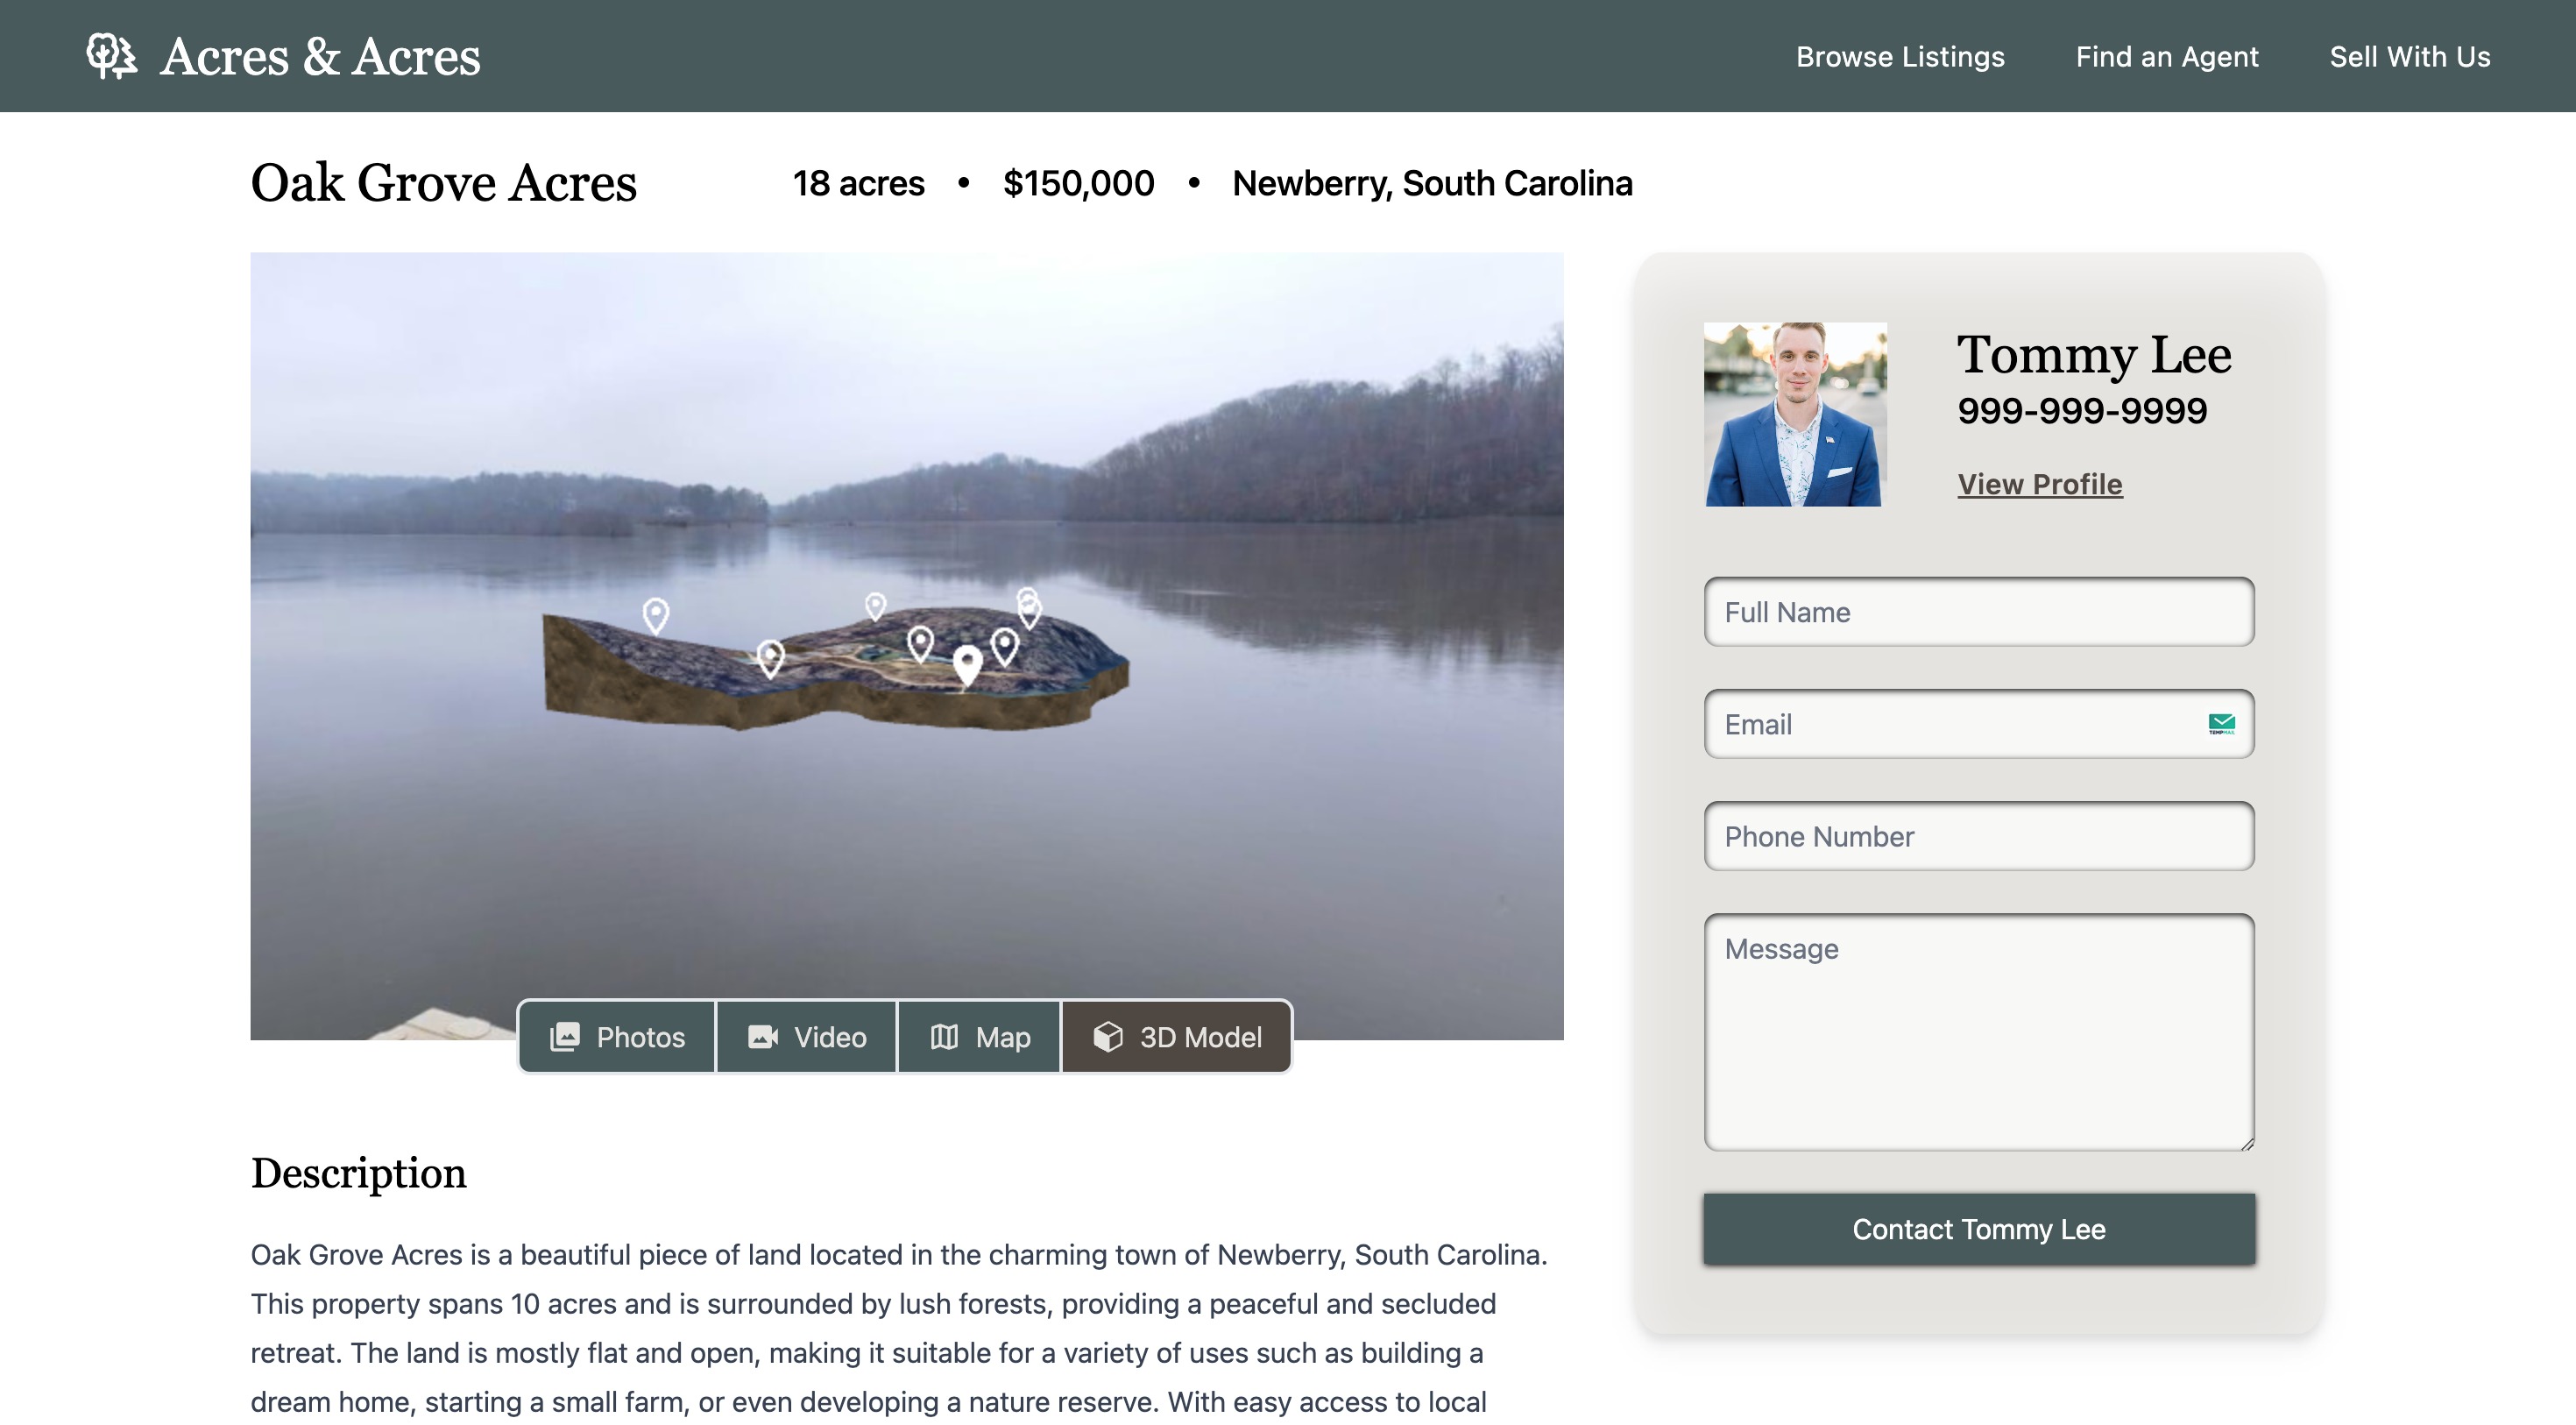 Acres & Acres
Browse Listings
Find an Agent
Sell With Us
Oak Grove Acres
18 acres • $150,000 • Newberry, South Carolina
Tommy Lee
999-999-9999
View Profile
Full Name
Email
TEMPMAIL
Phone Number
Message
Contact Tommy Lee
Photos
Video
Map
3D Model
Description
Oak Grove Acres is a beautiful piece of land located in the charming town of Newberry, South Carolina.
This property spans 10 acres and is surrounded by lush forests, providing a peaceful and secluded
retreat. The land is mostly flat and open, making it suitable for a variety of uses such as building a
dream home, starting a small farm, or even developing a nature reserve. With easy access to local